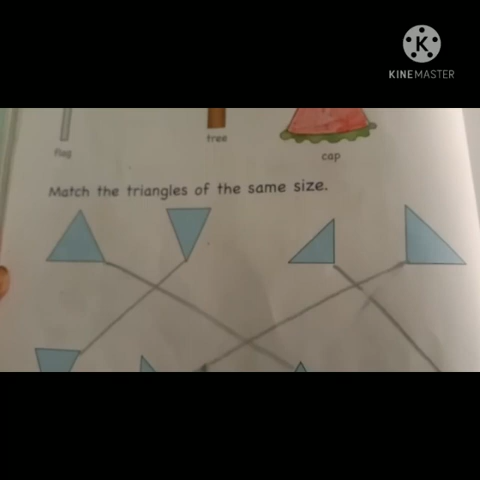 K
KINEMASTER
flag
tree
cap
Match the triangles of the same size.